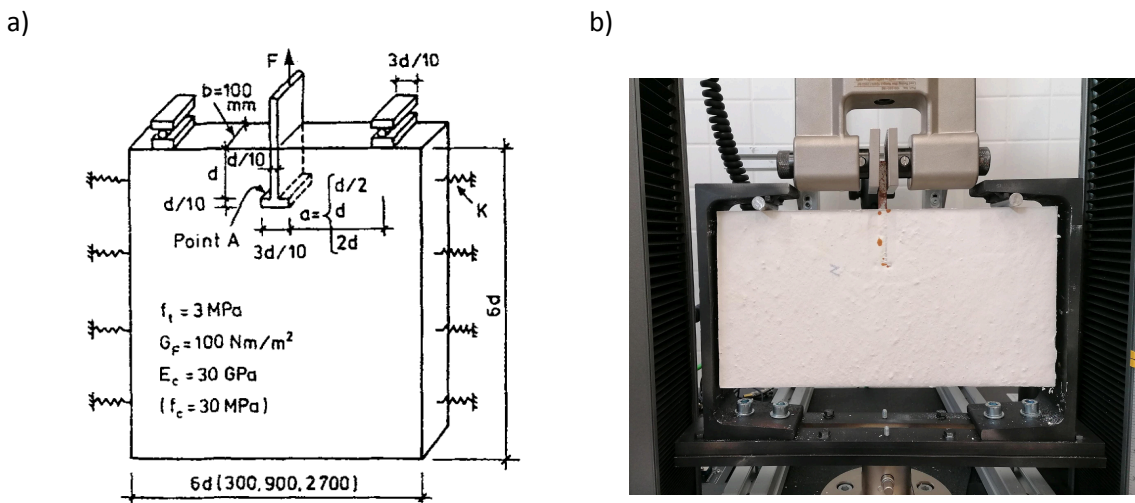 a)
b)
F
3d/10
b=100
mm
d/10
d
d/10
a=
d/2
d
2d
K
Point A
3d/10
6d
fₜ = 3 MPa
G_F = 100 Nm/m²
E_c = 30 GPa
(f_c = 30 MPa)
6d (300, 900, 2700)